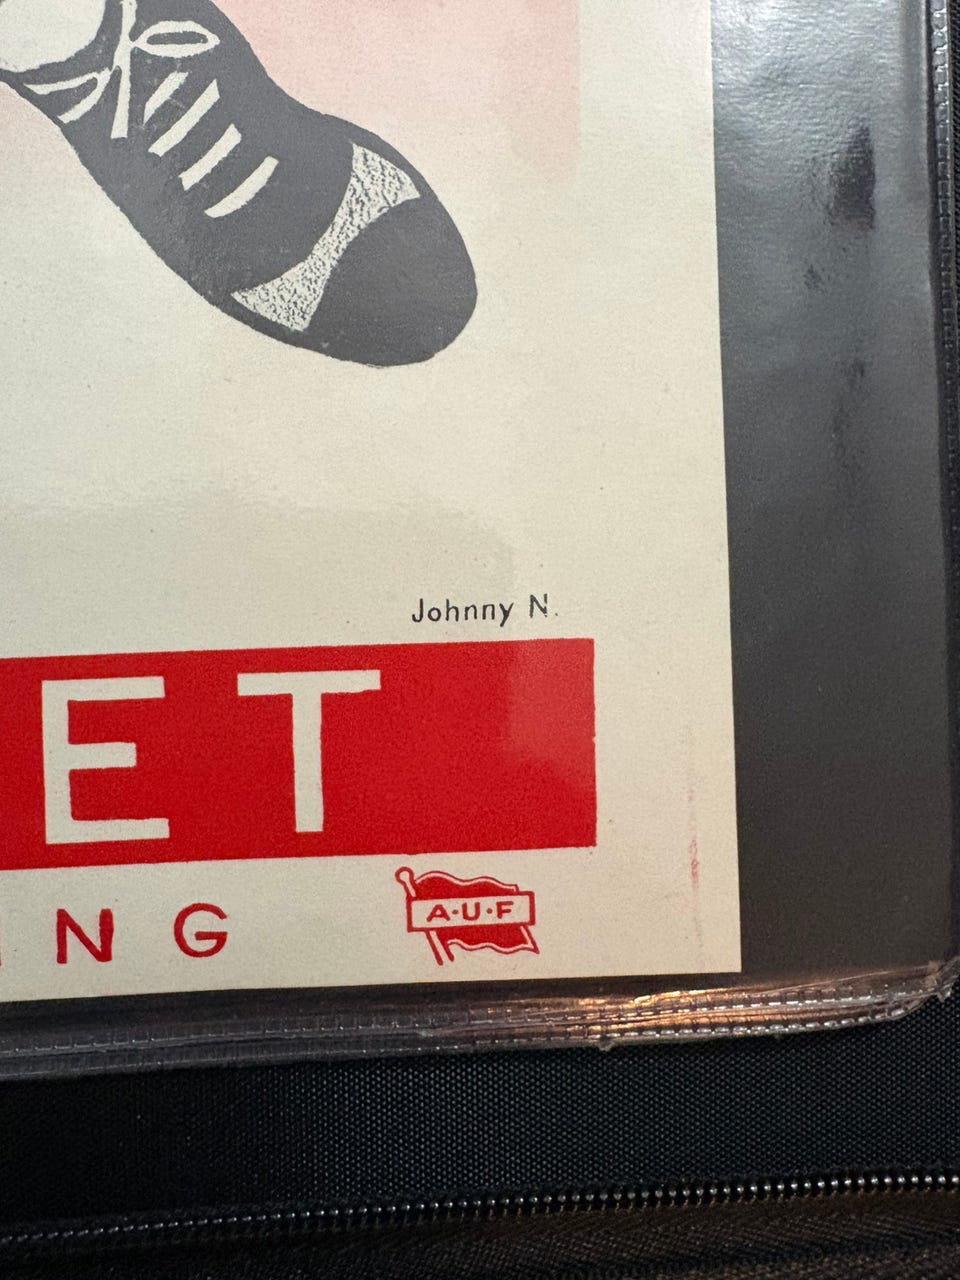 Johnny N.
ET
NG
A·U·F